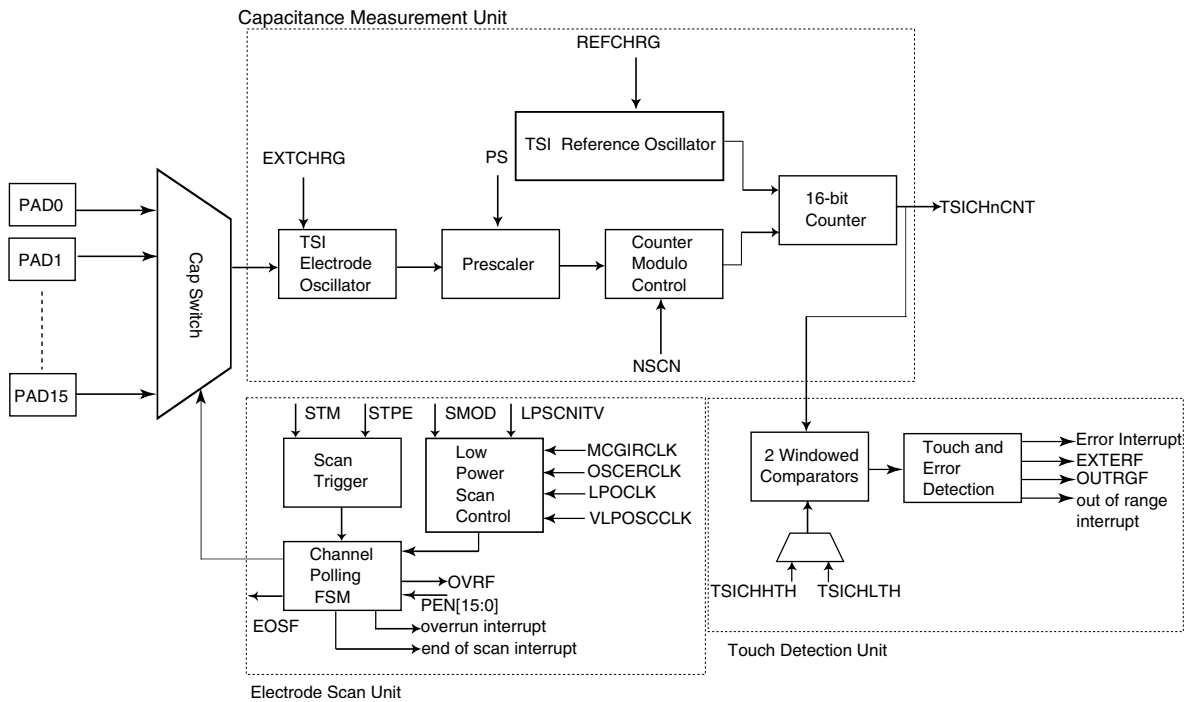 Capacitance Measurement Unit
REFCHRG
TSI Reference Oscillator
EXTCHRG
PS
PAD0
PAD1
PAD15
Cap Switch
TSI
Electrode
Oscillator
Prescaler
Counter
Modulo
Control
16-bit
Counter
TSICHnCNT
NSCN
STM
STPE
SMOD
LPSCNITV
Scan
Trigger
Low
Power
Scan
Control
MCGIRCLK
OSCERCLK
LPOCLK
VLPOSCCLK
Channel
Polling
FSM
OVRF
PEN[15:0]
EOSF
overrun interrupt
end of scan interrupt
Electrode Scan Unit
2 Windowed
Comparators
Touch and
Error
Detection
Error Interrupt
EXTERF
OUTRGF
out of range
interrupt
TSICHHTH
TSICHLTH
Touch Detection Unit